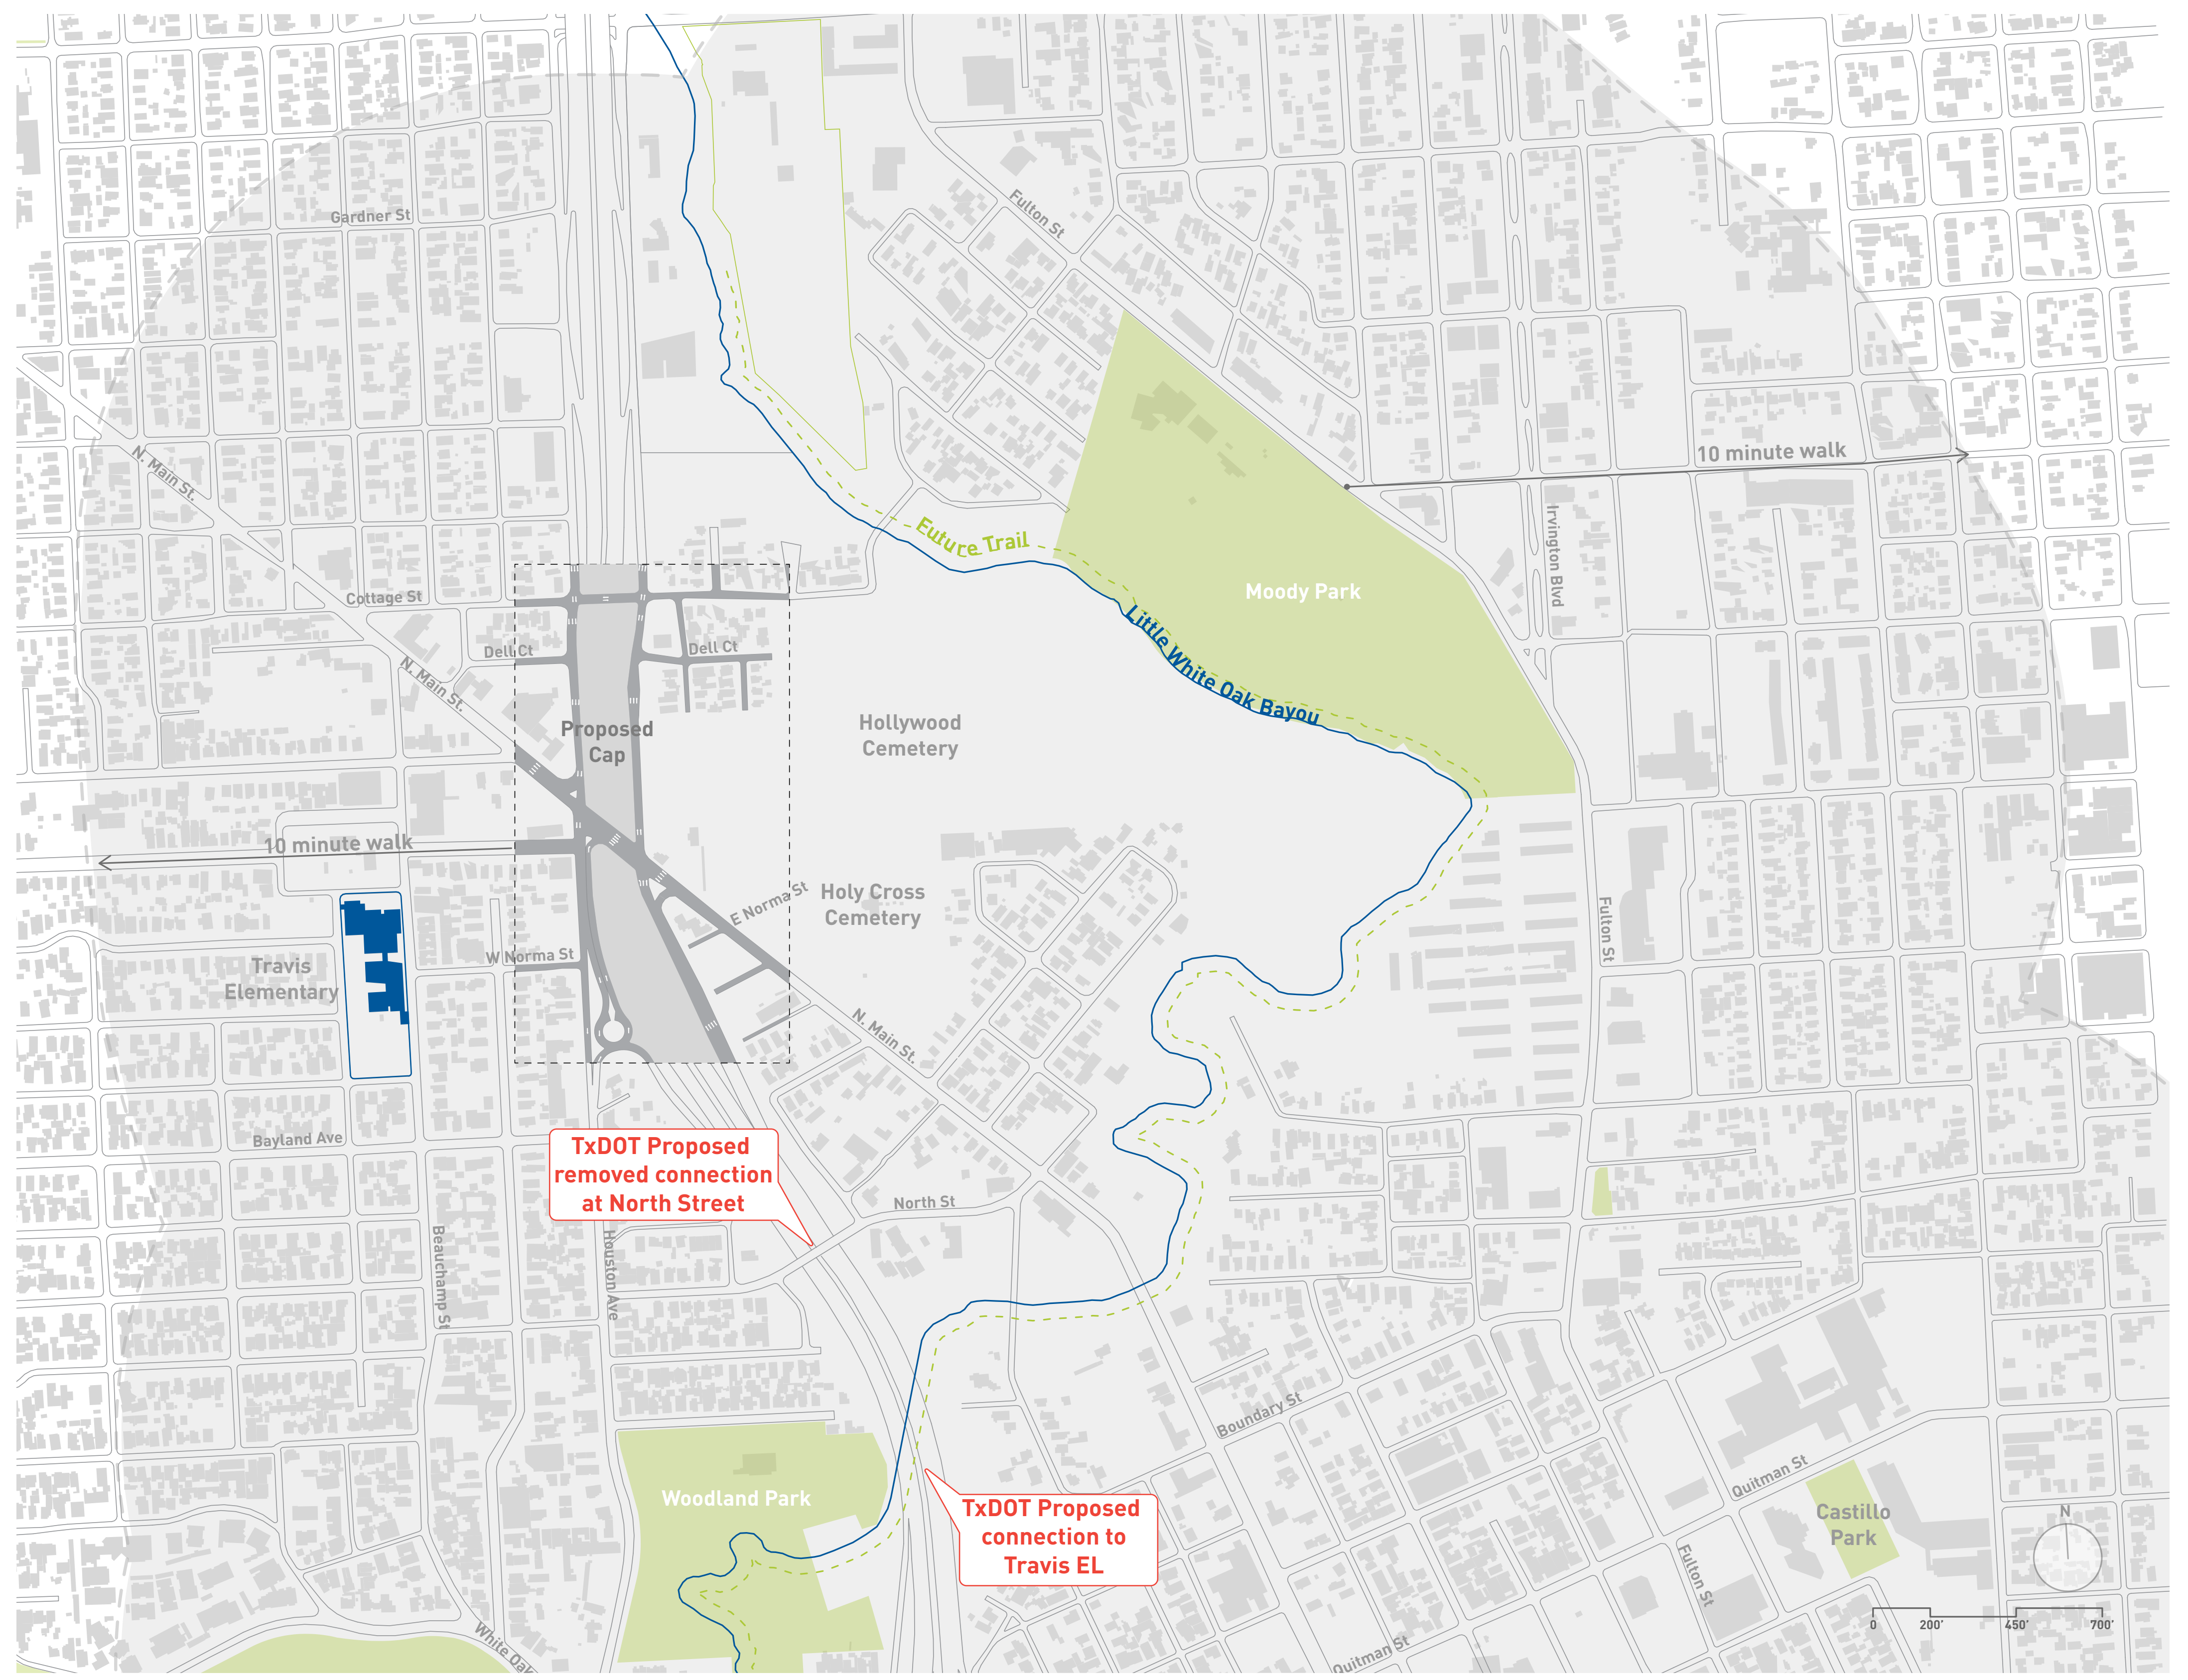 Gardner St
Fulton St
N. Main St.
10 minute walk
Irvington Blvd
Future Trail
Cottage St
Moody Park
Little White Oak Bayou
Dell Ct
Dell Ct
N. Main St.
Proposed
Cap
Hollywood
Cemetery
10 minute walk
E Norma St
Holy Cross
Cemetery
Fulton St
W Norma St
Travis
Elementary
N. Main St.
Bayland Ave
TxDOT Proposed
removed connection
at North Street
North St
Beauchamp St
Houston Ave
Boundary St
Quitman St
Woodland Park
TxDOT Proposed
connection to
Travis EL
Castillo
Park
N
Fulton St
0 200' 450' 700'
White Oak
Quitman St